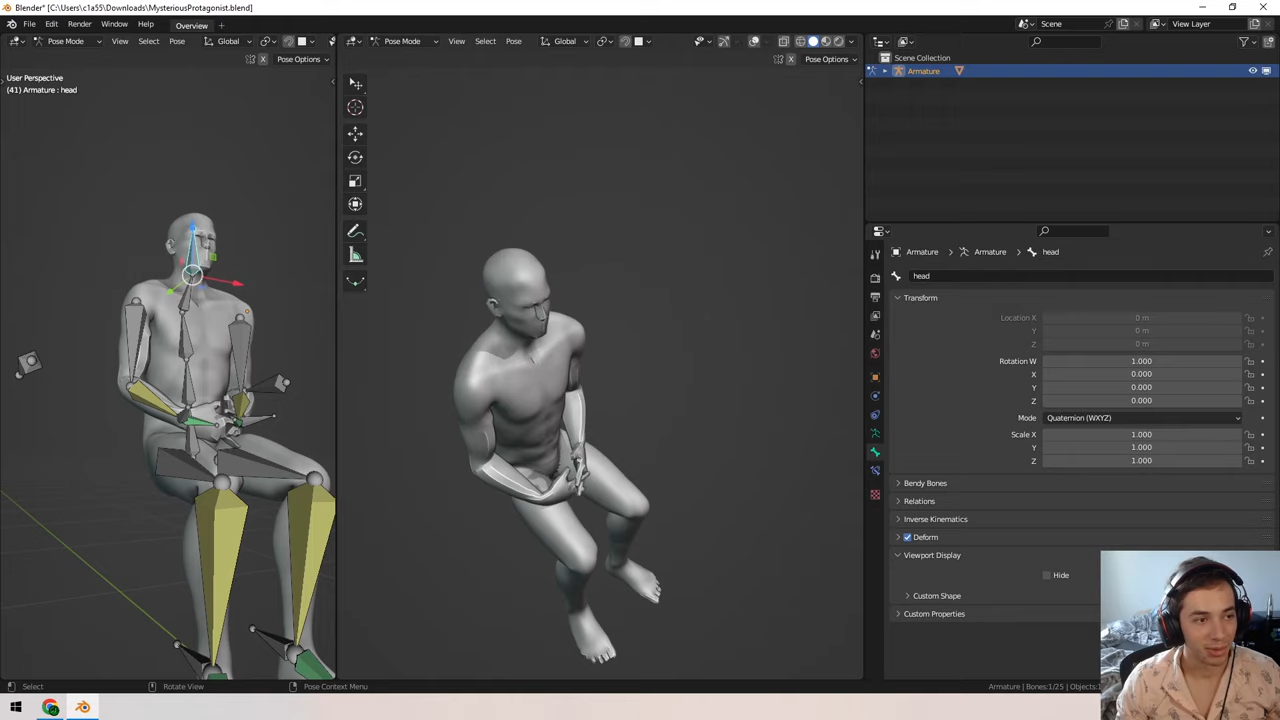 Blender* [C:\Users\c1a55\Downloads\MysteriousProtagonist.blend]
File Edit Render Window Help Overview + Scene View Layer
Pose Mode View Select Pose Global
Pose Mode View Select Pose Global
X Pose Options
X Pose Options
Scene Collection
Armature
User Perspective
(41) Armature : head
Armature > Armature > head
head
Transform
Location X 0 m
Y 0 m
Z 0 m
Rotation W 1.000
X 0.000
Y 0.000
Z 0.000
Mode Quaternion (WXYZ)
Scale X 1.000
Y 1.000
Z 1.000
Bendy Bones
Relations
Inverse Kinematics
Deform
Viewport Display
Hide
Custom Shape
Custom Properties
Select Rotate View Pose Context Menu Armature | Bones:1/25 | Objects:1